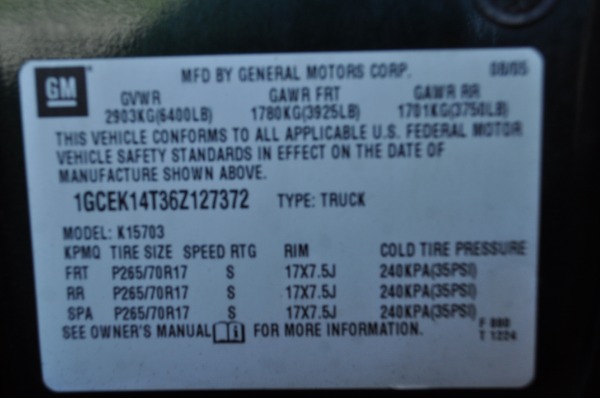 GM
MFD BY GENERAL MOTORS CORP. 08/05
GVWR GAWR FRT GAWR RR
2903KG(6400LB) 1780KG(3925LB) 1701KG(3750LB)
THIS VEHICLE CONFORMS TO ALL APPLICABLE U.S. FEDERAL MOTOR
VEHICLE SAFETY STANDARDS IN EFFECT ON THE DATE OF
MANUFACTURE SHOWN ABOVE.
1GCEK14T36Z127372 TYPE: TRUCK
MODEL: K15703
KPMQ TIRE SIZE SPEED RTG RIM COLD TIRE PRESSURE
FRT P265/70R17 S 17X7.5J 240KPA(35PSI)
RR P265/70R17 S 17X7.5J 240KPA(35PSI)
SPA P265/70R17 S 17X7.5J 240KPA(35PSI)
SEE OWNER'S MANUAL FOR MORE INFORMATION.
T 1224